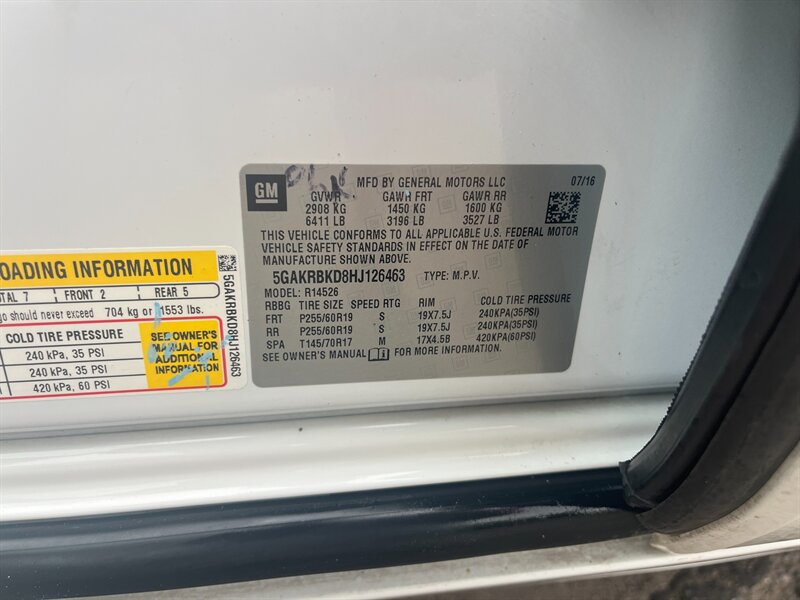 GM
MFD BY GENERAL MOTORS LLC 07/16
GVWR GAWR FRT GAWR RR
2908 KG 1450 KG 1600 KG
6411 LB 3196 LB 3527 LB
THIS VEHICLE CONFORMS TO ALL APPLICABLE U.S. FEDERAL MOTOR
VEHICLE SAFETY STANDARDS IN EFFECT ON THE DATE OF
MANUFACTURE SHOWN ABOVE.
5GAKRBKD8HJ126463 TYPE: M.P.V.
MODEL: R14526
RBBG TIRE SIZE SPEED RTG RIM COLD TIRE PRESSURE
FRT P255/60R19 S 19X7.5J 240KPA(35PSI)
RR P255/60R19 S 19X7.5J 240KPA(35PSI)
SPA T145/70R17 M 17X4.5B 420KPA(60PSI)
SEE OWNER'S MANUAL FOR MORE INFORMATION.
OADING INFORMATION
TAL 7 FRONT 2 REAR 5
go should never exceed 704 kg or 1553 lbs.
COLD TIRE PRESSURE
240 kPa, 35 PSI
240 kPa, 35 PSI
420 kPa, 60 PSI
SEE OWNER'S
MANUAL FOR
ADDITIONAL
INFORMATION
5GAKRBKD8HJ126463